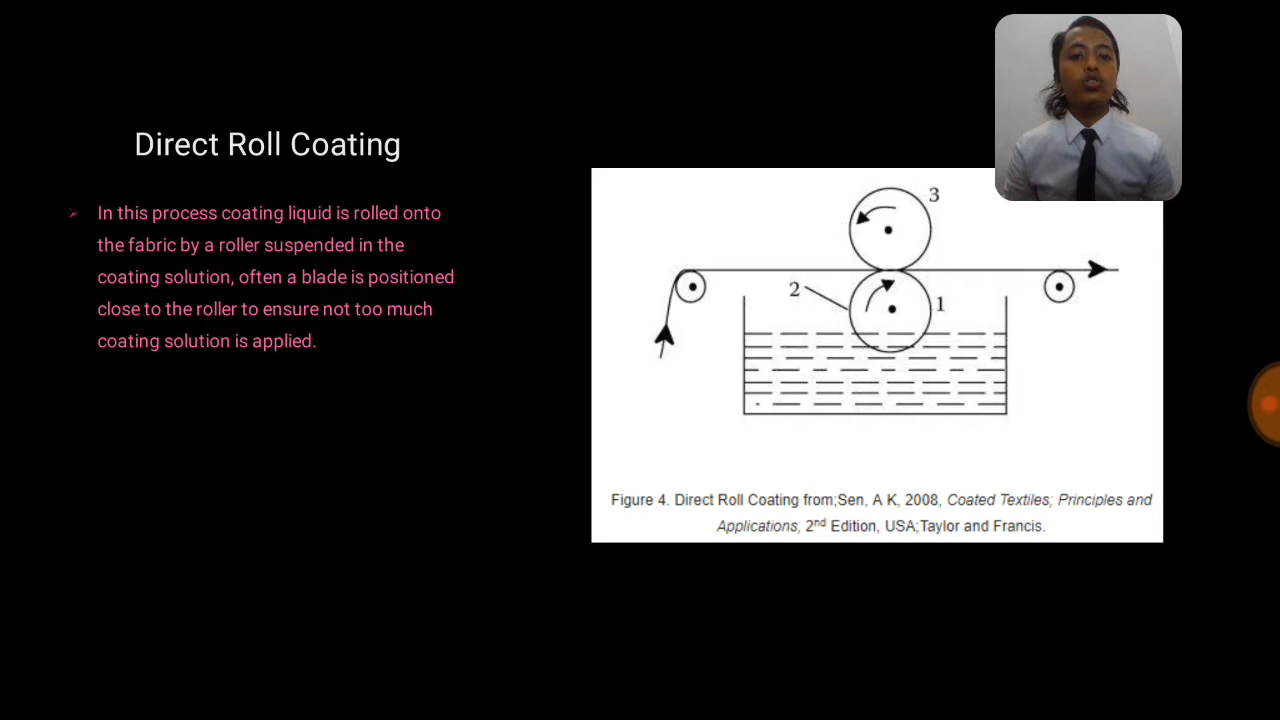 Direct Roll Coating
In this process coating liquid is rolled onto
the fabric by a roller suspended in the
coating solution, often a blade is positioned
close to the roller to ensure not too much
coating solution is applied.
3
2
1
Figure 4. Direct Roll Coating from;Sen, A K, 2008, Coated Textiles; Principles and
Applications, 2nd Edition, USA;Taylor and Francis.